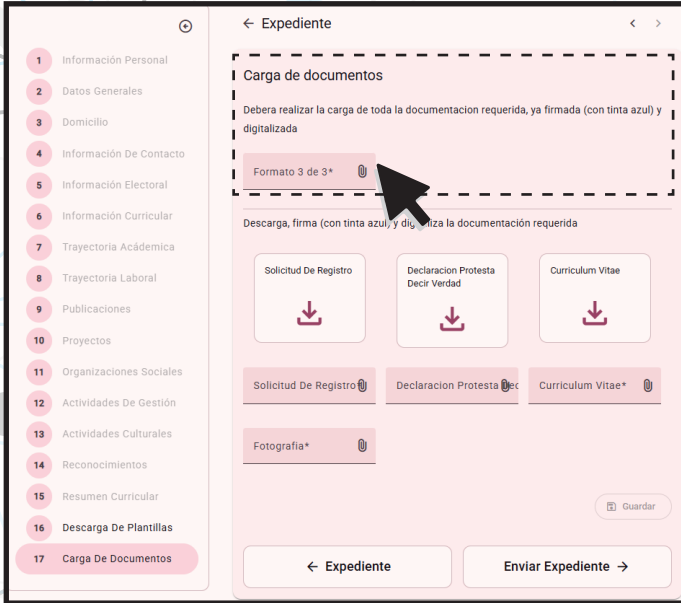 1 Información Personal
2 Datos Generales
3 Domicilio
4 Información De Contacto
5 Información Electoral
6 Información Curricular
7 Trayectoria Acádemica
8 Trayectoria Laboral
9 Publicaciones
10 Proyectos
11 Organizaciones Sociales
12 Actividades De Gestión
13 Actividades Culturales
14 Reconocimientos
15 Resumen Curricular
16 Descarga De Plantillas
17 Carga De Documentos
← Expediente < >
Carga de documentos
Debera realizar la carga de toda la documentacion requerida, ya firmada (con tinta azul) y
digitalizada
Formato 3 de 3*
Descarga, firma (con tinta azul) y la documentación requerida
Solicitud De Registro
Declaracion Protesta
Decir Verdad
Curriculum Vitae
Solicitud De Registro
Declaracion Protesta
Curriculum Vitae*
Fotografia*
Guardar
← Expediente
Enviar Expediente →